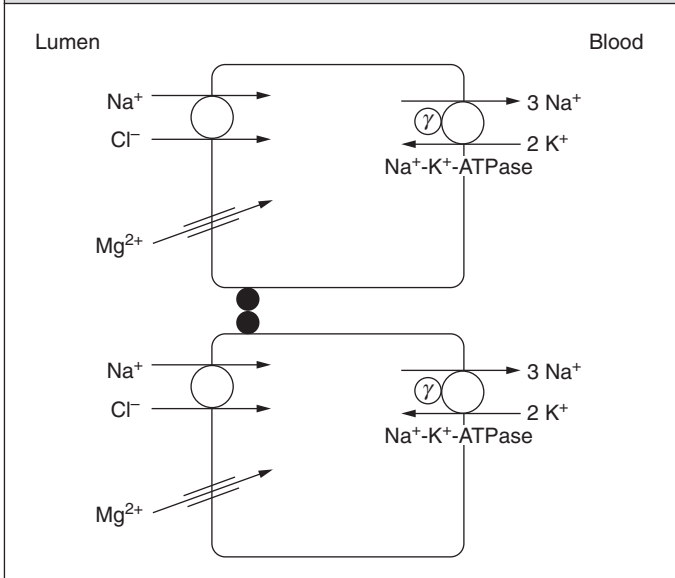 Lumen Blood
Na⁺ 3 Na⁺
γ
Cl⁻ 2 K⁺
Na⁺-K⁺-ATPase
Mg²⁺
Na⁺ 3 Na⁺
γ
Cl⁻ 2 K⁺
Na⁺-K⁺-ATPase
Mg²⁺